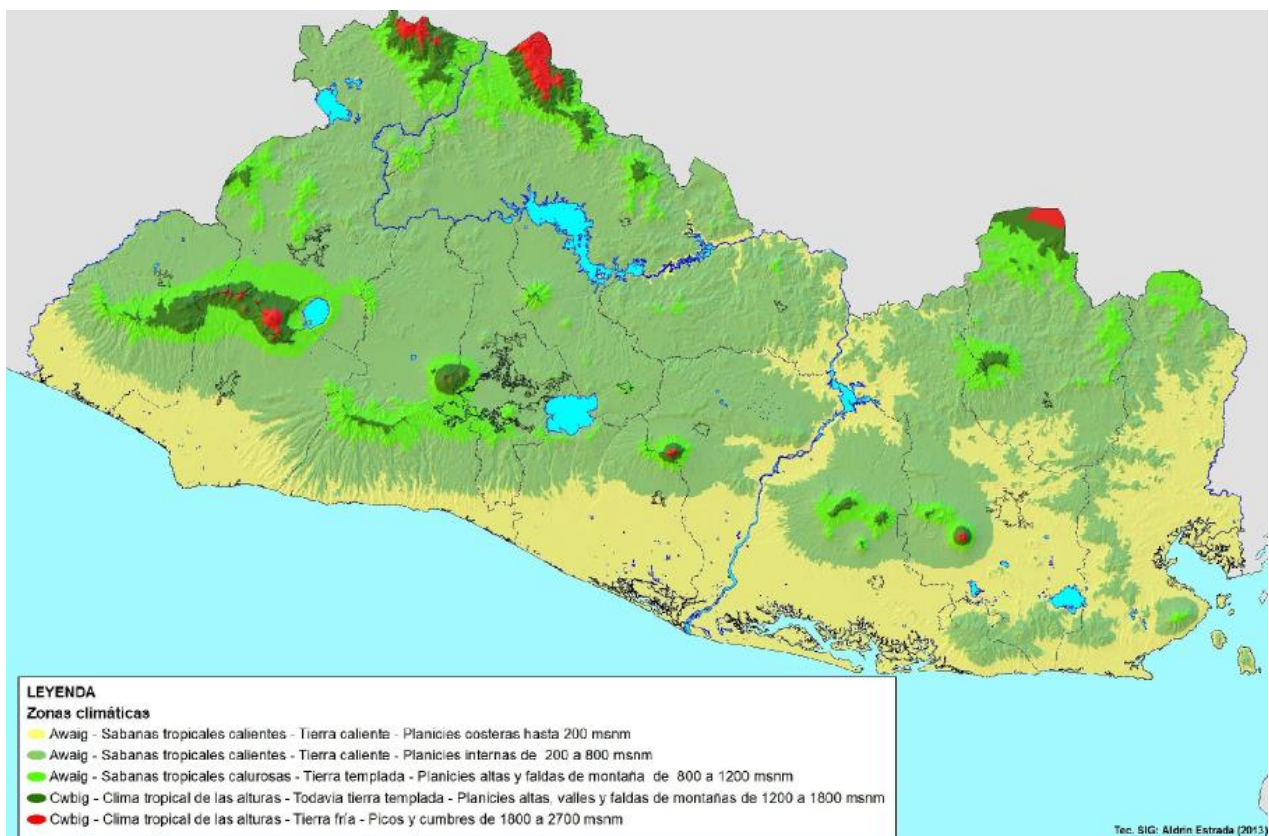 LEYENDA
Zonas climáticas
Awaig - Sabanas tropicales calientes - Tierra caliente - Planicies costeras hasta 200 msnm
Awaig - Sabanas tropicales calientes - Tierra caliente - Planicies internas de 200 a 800 msnm
Awaig - Sabanas tropicales calurosas - Tierra templada - Planicies altas y faldas de montaña de 800 a 1200 msnm
Cwbig - Clima tropical de las alturas - Todavia tierra templada - Planicies altas, valles y faldas de montañas de 1200 a 1800 msnm
Cwbig - Clima tropical de las alturas - Tierra fría - Picos y cumbres de 1800 a 2700 msnm
Tec. SIG: Aldrin Estrada (2013)